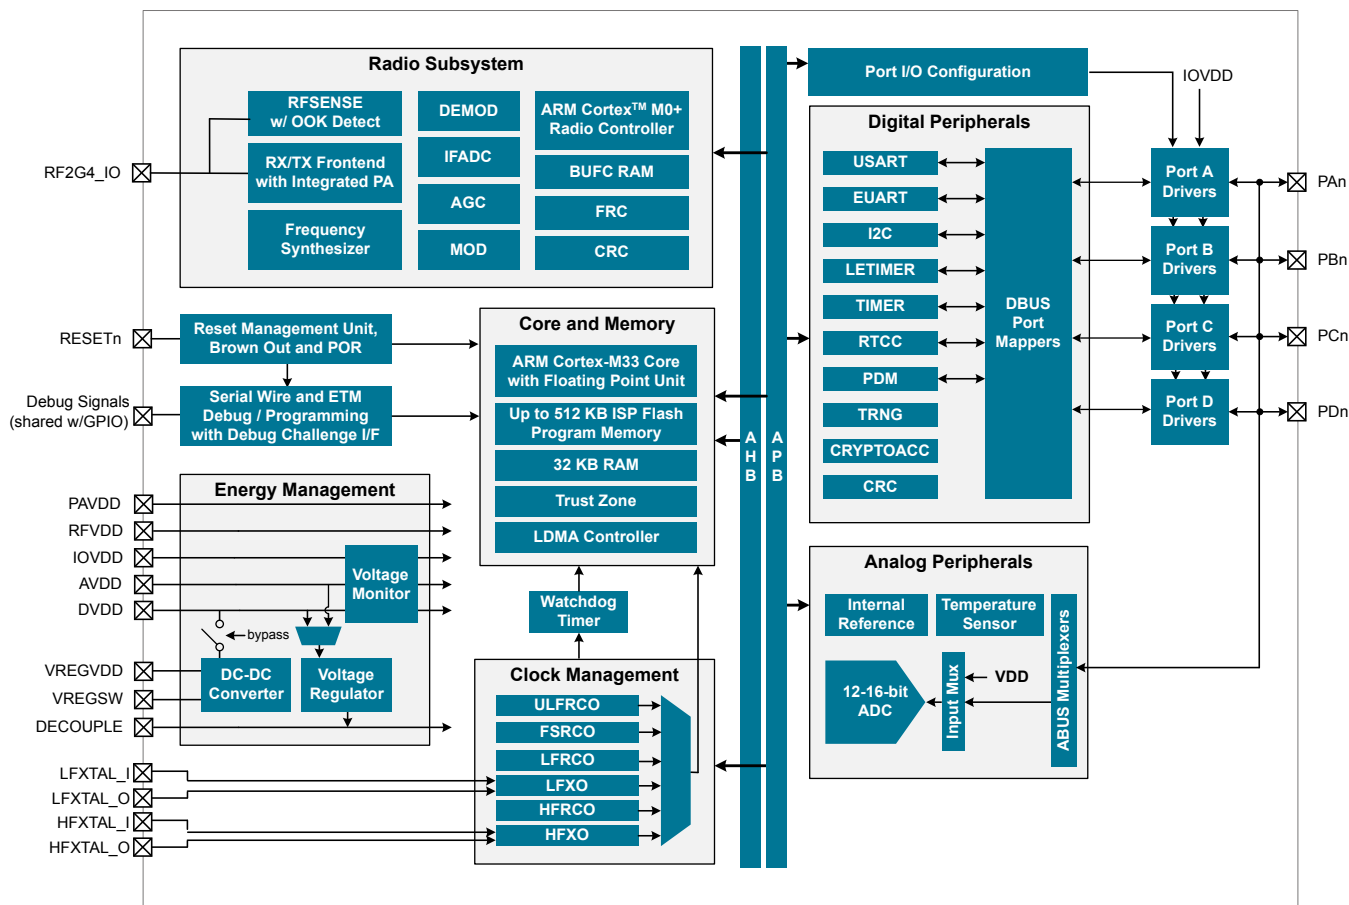 Radio Subsystem
RFSENSE
w/ OOK Detect
RX/TX Frontend
with Integrated PA
Frequency
Synthesizer
DEMOD
IFADC
AGC
MOD
ARM Cortex™ M0+
Radio Controller
BUFC RAM
FRC
CRC
RF2G4_IO
RESETn
Reset Management Unit,
Brown Out and POR
Debug Signals
(shared w/GPIO)
Serial Wire and ETM
Debug / Programming
with Debug Challenge I/F
Core and Memory
ARM Cortex-M33 Core
with Floating Point Unit
Up to 512 KB ISP Flash
Program Memory
32 KB RAM
Trust Zone
LDMA Controller
Watchdog
Timer
Energy Management
PAVDD
RFVDD
IOVDD
AVDD
DVDD
VREGVDD
VREGSW
DECOUPLE
Voltage
Monitor
bypass
DC-DC
Converter
Voltage
Regulator
LFXTAL_I
LFXTAL_O
HFXTAL_I
HFXTAL_O
Clock Management
ULFRCO
FSRCO
LFRCO
LFXO
HFRCO
HFXO
AHB
APB
Port I/O Configuration
IOVDD
Digital Peripherals
USART
EUART
I2C
LETIMER
TIMER
RTCC
PDM
TRNG
CRYPTOACC
CRC
DBUS
Port
Mappers
Port A
Drivers
Port B
Drivers
Port C
Drivers
Port D
Drivers
PAn
PBn
PCn
PDn
Analog Peripherals
Internal
Reference
Temperature
Sensor
12-16-bit
ADC
Input Mux
VDD
ABUS Multiplexers